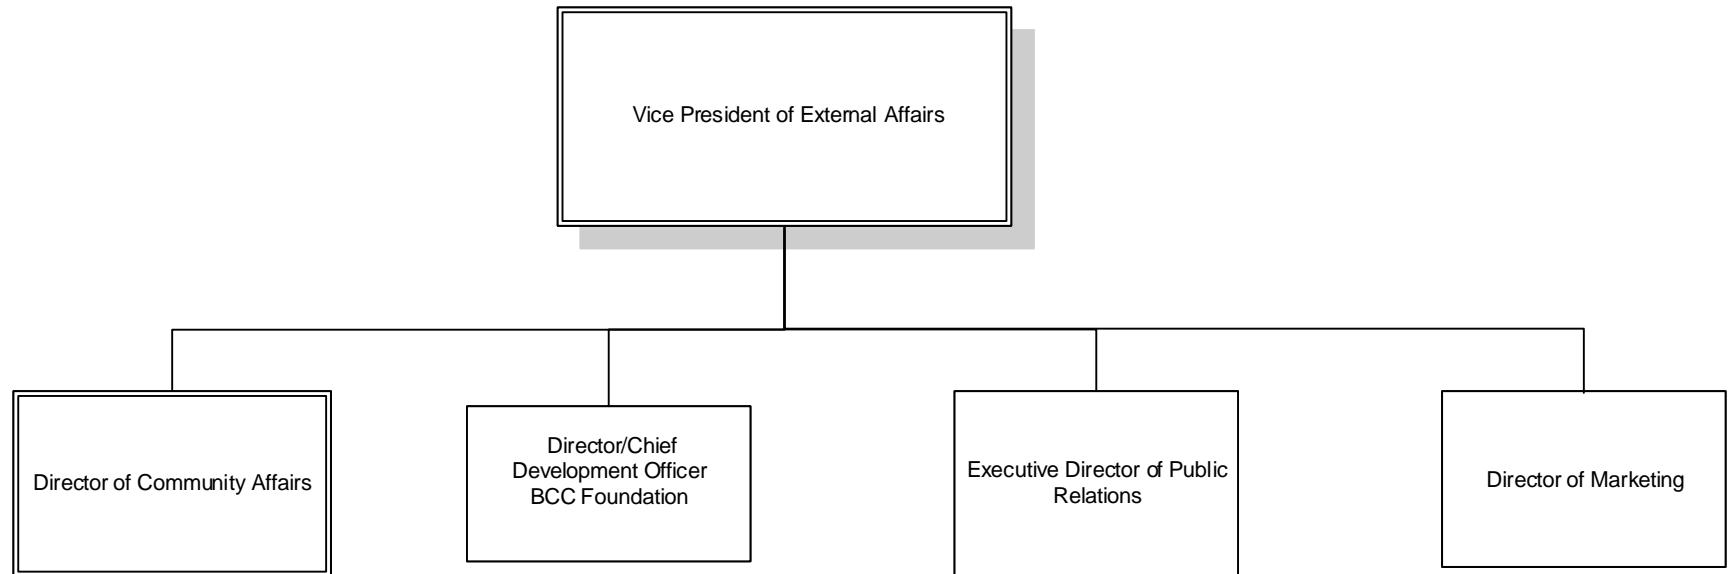 Vice President of External Affairs
Director of Community Affairs
Director/Chief
Development Officer
BCC Foundation
Executive Director of Public
Relations
Director of Marketing